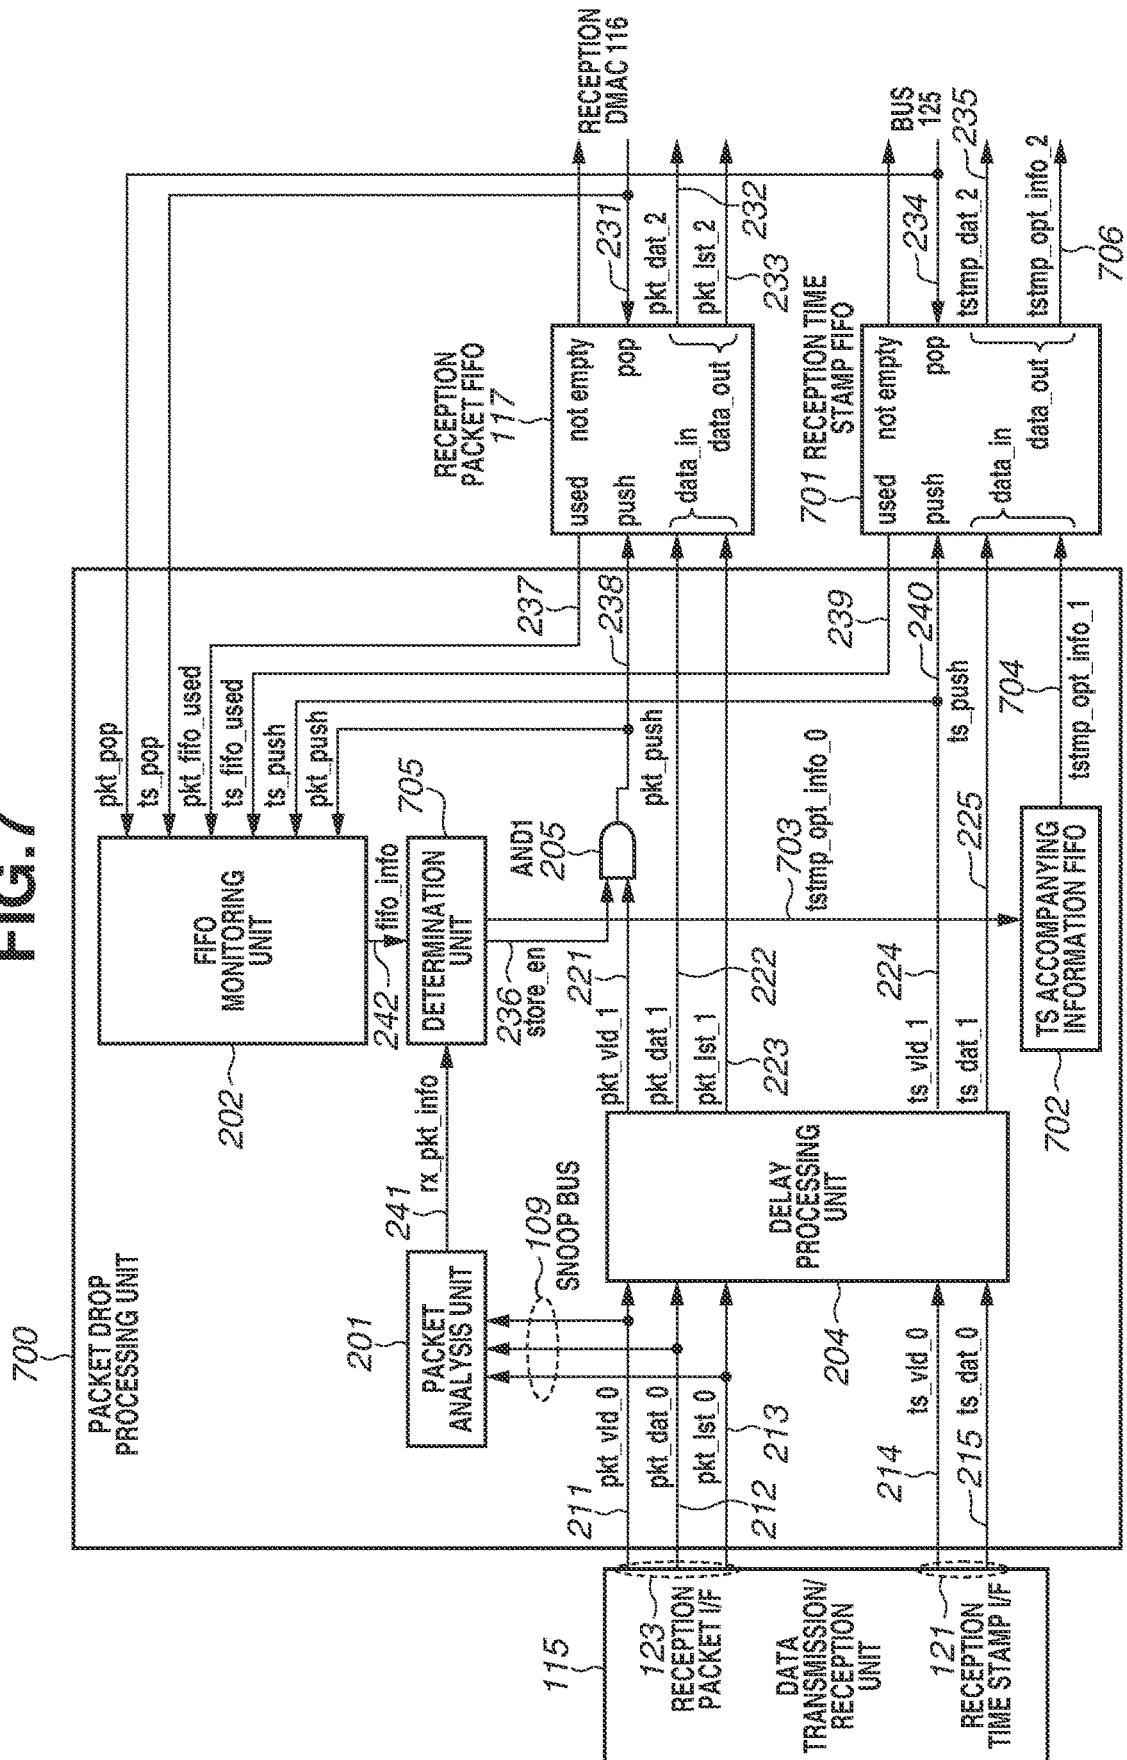 FIG.7
700
PACKET DROP
PROCESSING UNIT
115
123
RECEPTION
PACKET I/F
DATA
TRANSMISSION/
RECEPTION
UNIT
121
RECEPTION
TIME STAMP I/F
211
pkt_vld_0
pkt_dat_0
212
pkt_lst_0
213
214
ts_vld_0
215
ts_dat_0
201
PACKET
ANALYSIS UNIT
109
SNOOP BUS
241
rx_pkt_info
204
DELAY
PROCESSING
UNIT
202
FIFO
MONITORING
UNIT
242
fifo_info
DETERMINATION
UNIT
705
236
store_en
AND1
205
pkt_pop
ts_pop
pkt_fifo_used
ts_fifo_used
ts_push
pkt_push
pkt_vld_1
221
pkt_dat_1
222
pkt_lst_1
223
ts_vld_1
224
ts_dat_1
225
703
tstmp_opt_info_0
702
TS ACCOMPANYING
INFORMATION FIFO
pkt_push
ts_push
704
tstmp_opt_info_1
237
238
239
240
RECEPTION
PACKET FIFO
117
used
not empty
push
pop
data_in
data_out
701 RECEPTION TIME
STAMP FIFO
used
not empty
push
pop
data_in
data_out
231
pkt_dat_2
232
pkt_lst_2
233
RECEPTION
DMAC 116
BUS
125
234
tstmp_dat_2
235
tstmp_opt_info_2
706